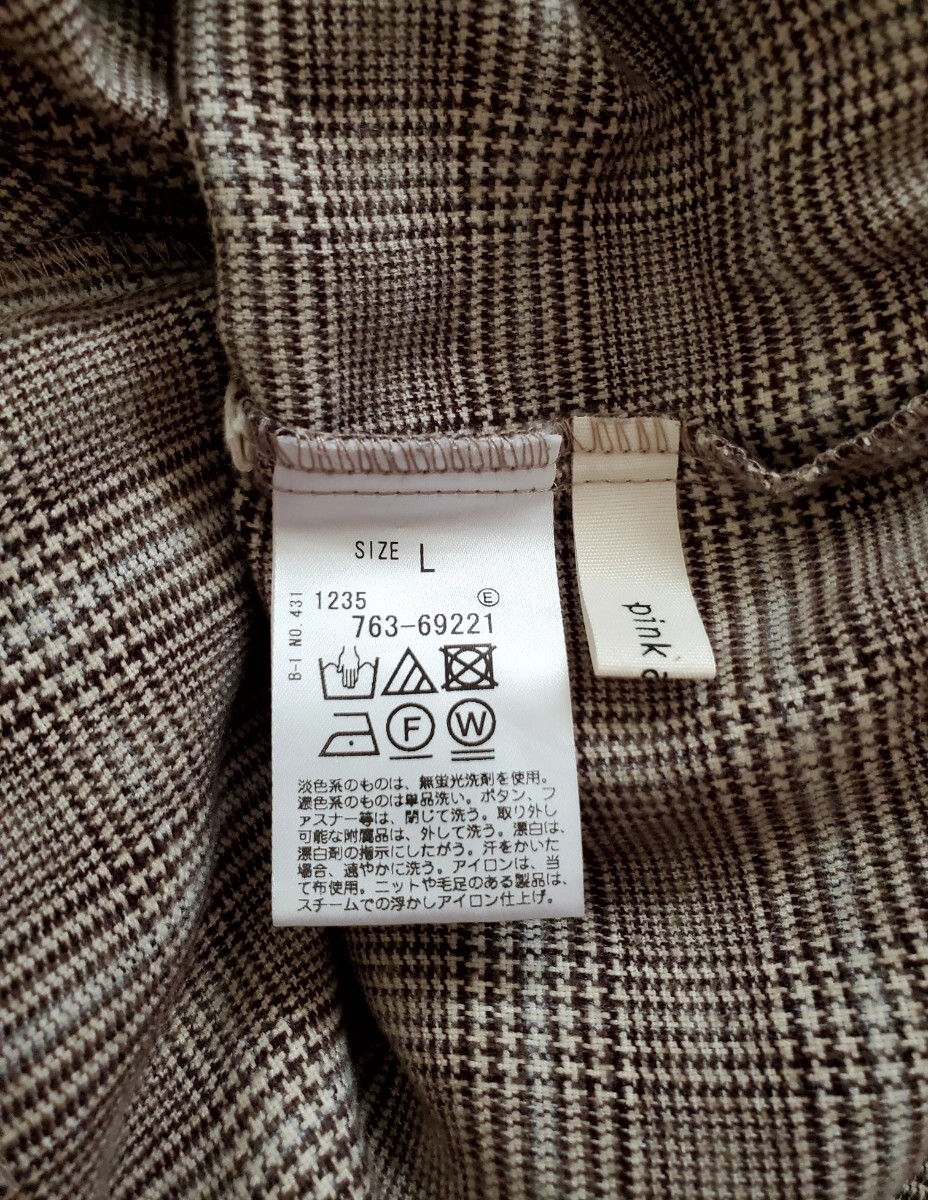 SIZE L
1235 Ⓔ
763-69221
B-I NO.431
F W
淡色系のものは、無蛍光洗剤を使用。
濃色系のものは単品洗い。ボタン、フ
ァスナー等は、閉じて洗う。取り外し
可能な附属品は、外して洗う。漂白は、
漂白剤の指示にしたがう。汗をかいた
場合、速やかに洗う。アイロンは、当
て布使用。ニットや毛足のある製品は、
スチームでの浮かしアイロン仕上げ。
pink